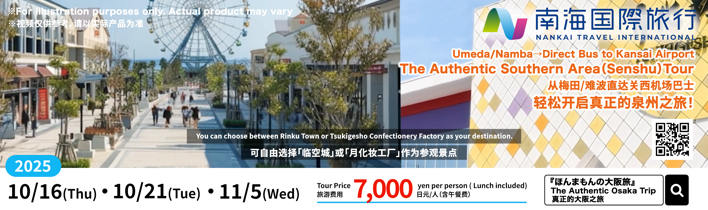 ※For illustration purposes only. Actual product may vary
※视频仅供参考,请以实际产品为准
南海国際旅行
NANKAI TRAVEL INTERNATIONAL
Umeda/Namba→Direct Bus to Kansai Airport
The Authentic Southern Area(Senshu)Tour
从梅田/难波直达关西机场巴士
轻松开启真正的泉州之旅!
You can choose between Rinku Town or Tsukigesho Confectionery Factory as your destination.
可自由选择「临空城」或「月化妆工厂」作为参观景点
2025
10/16(Thu)・10/21(Tue)・11/5(Wed)
Tour Price
旅游费用
7,000
yen per person ( Lunch included)
日元/人(含午餐费)
『ほんまもんの大阪旅』
The Authentic Osaka Trip
真正的大阪之旅